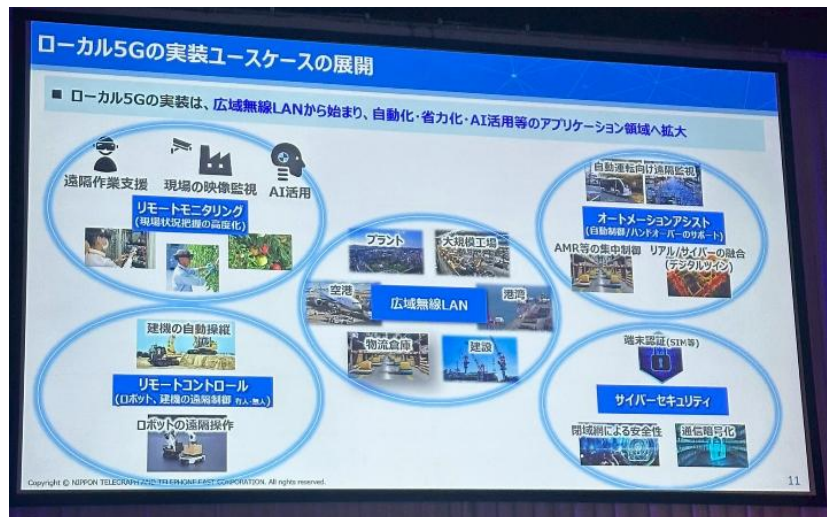 ローカル5Gの実装ユースケースの展開
■ ローカル5Gの実装は、広域無線LANから始まり、自動化・省力化・AI活用等のアプリケーション領域へ拡大
遠隔作業支援
現場の映像監視
AI活用
リモートモニタリング
(現場状況把握の高度化)
自動運転向け遠隔監視
オートメーションアシスト
(自動制御/ハンドオーバーのサポート)
AMR等の集中制御
リアル/サイバーの融合
(デジタルツイン)
プラント
大規模工場
空港
広域無線LAN
港湾
物流倉庫
建設
建機の自動操縦
リモートコントロール
(ロボット、建機の遠隔制御 有人・無人)
ロボットの遠隔操作
端末認証(SIM等)
サイバーセキュリティ
閉域網による安全性
通信暗号化
Copyright © NIPPON TELEGRAPH AND TELEPHONE EAST CORPORATION. All rights reserved.
11